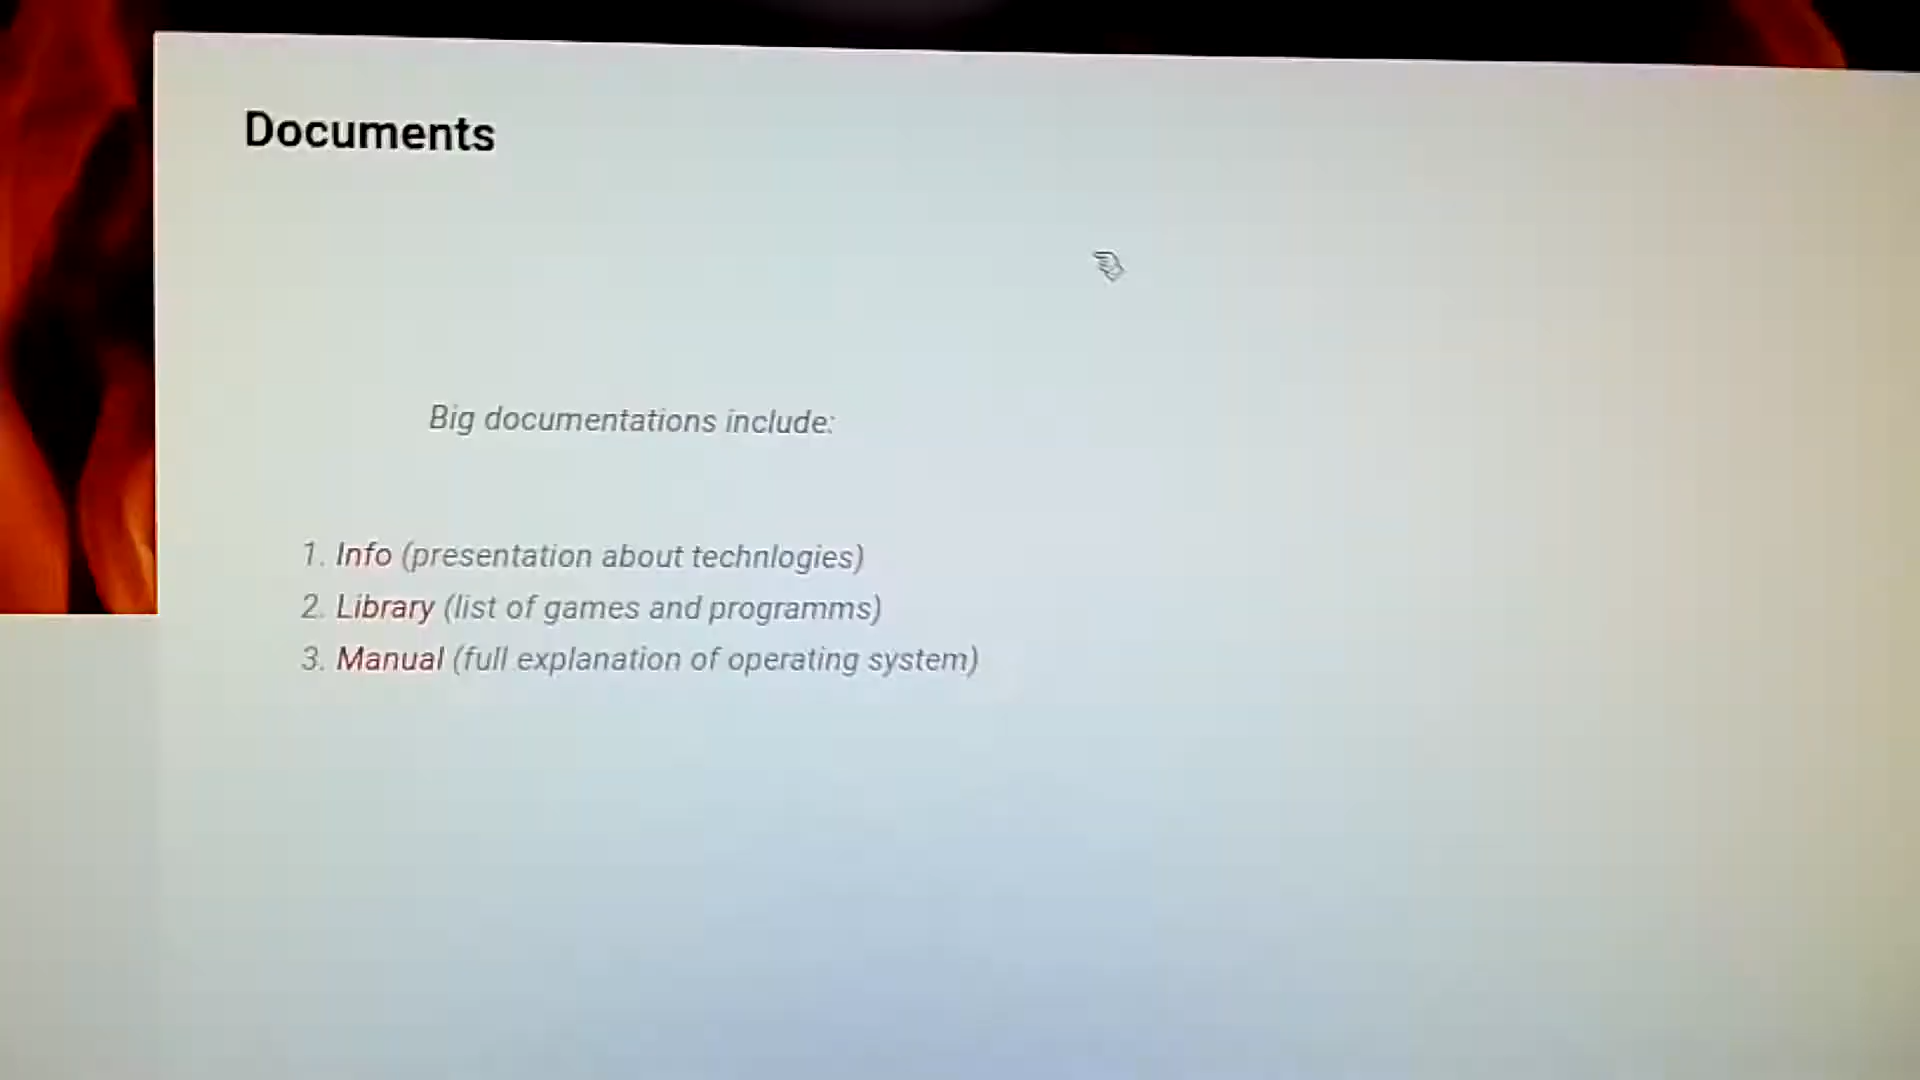 Documents
Big documentations include:
1. Info (presentation about technlogies)
2. Library (list of games and programms)
3. Manual (full explanation of operating system)